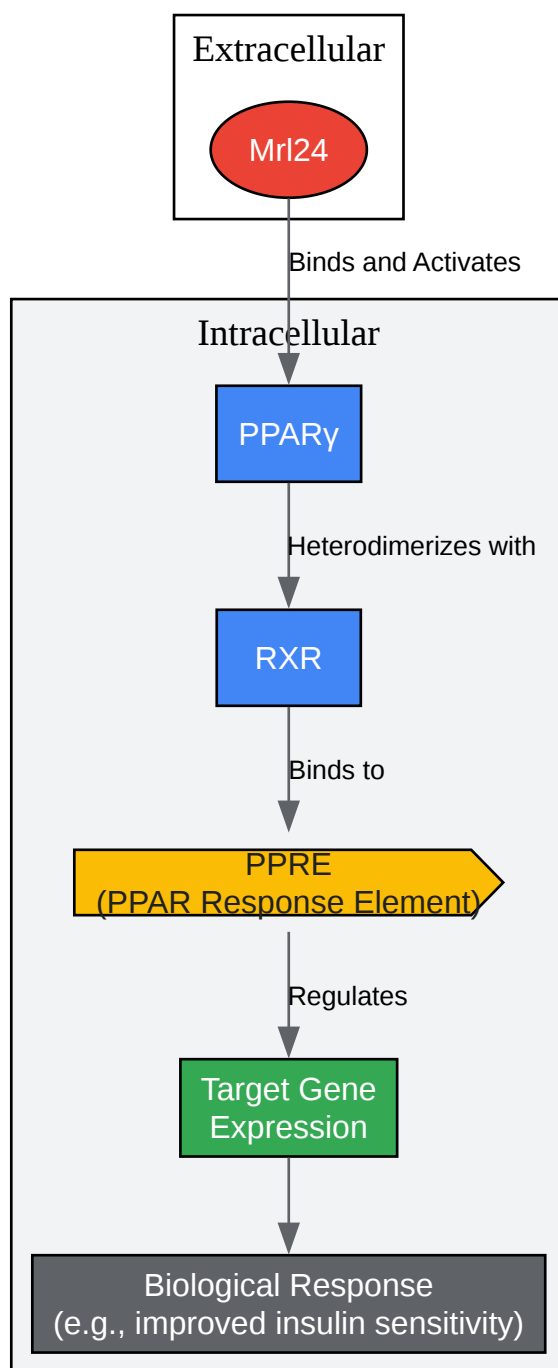 Extracellular
Mrl24
Binds and Activates
Intracellular
PPARγ
Heterodimerizes with
RXR
Binds to
PPRE
(PPAR Response Element)
Regulates
Target Gene
Expression
Biological Response
(e.g., improved insulin sensitivity)